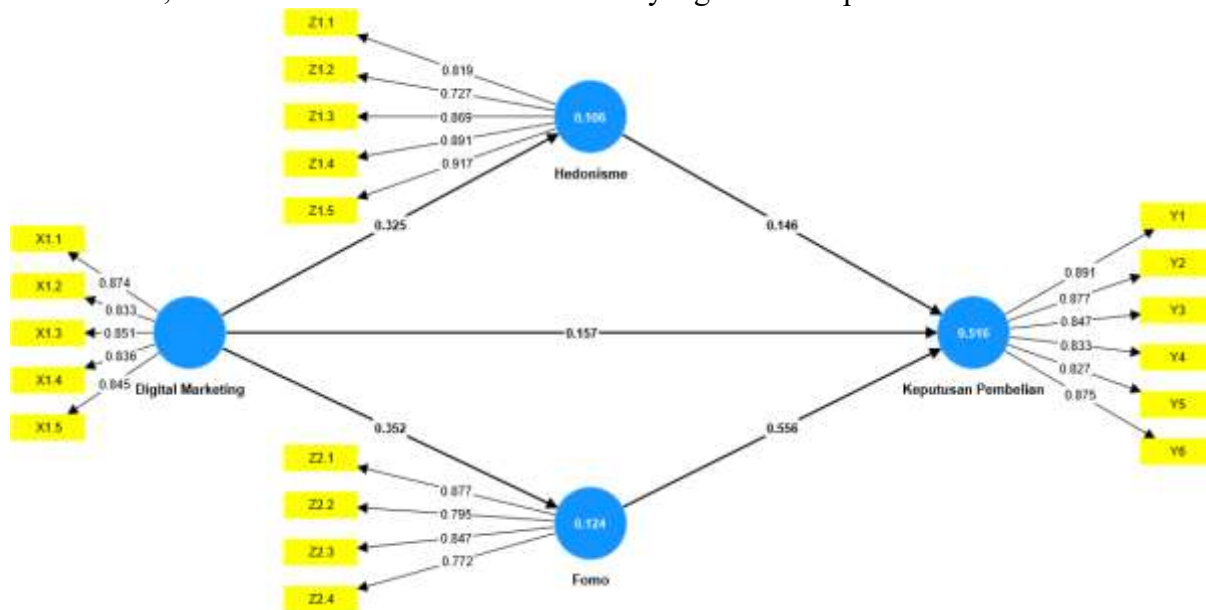 Z1.1
Z1.2
Z1.3
Z1.4
Z1.5
0.819
0.727
0.869
0.891
0.917
0.106
Hedonisme
0.325
0.146
X1.1
X1.2
X1.3
X1.4
X1.5
0.874
0.833
0.851
0.836
0.845
Digital Marketing
0.157
0.516
Keputusan Pembelian
0.891
0.877
0.847
0.833
0.827
0.875
Y1
Y2
Y3
Y4
Y5
Y6
0.352
0.556
Z2.1
Z2.2
Z2.3
Z2.4
0.877
0.795
0.847
0.772
0.124
Fomo